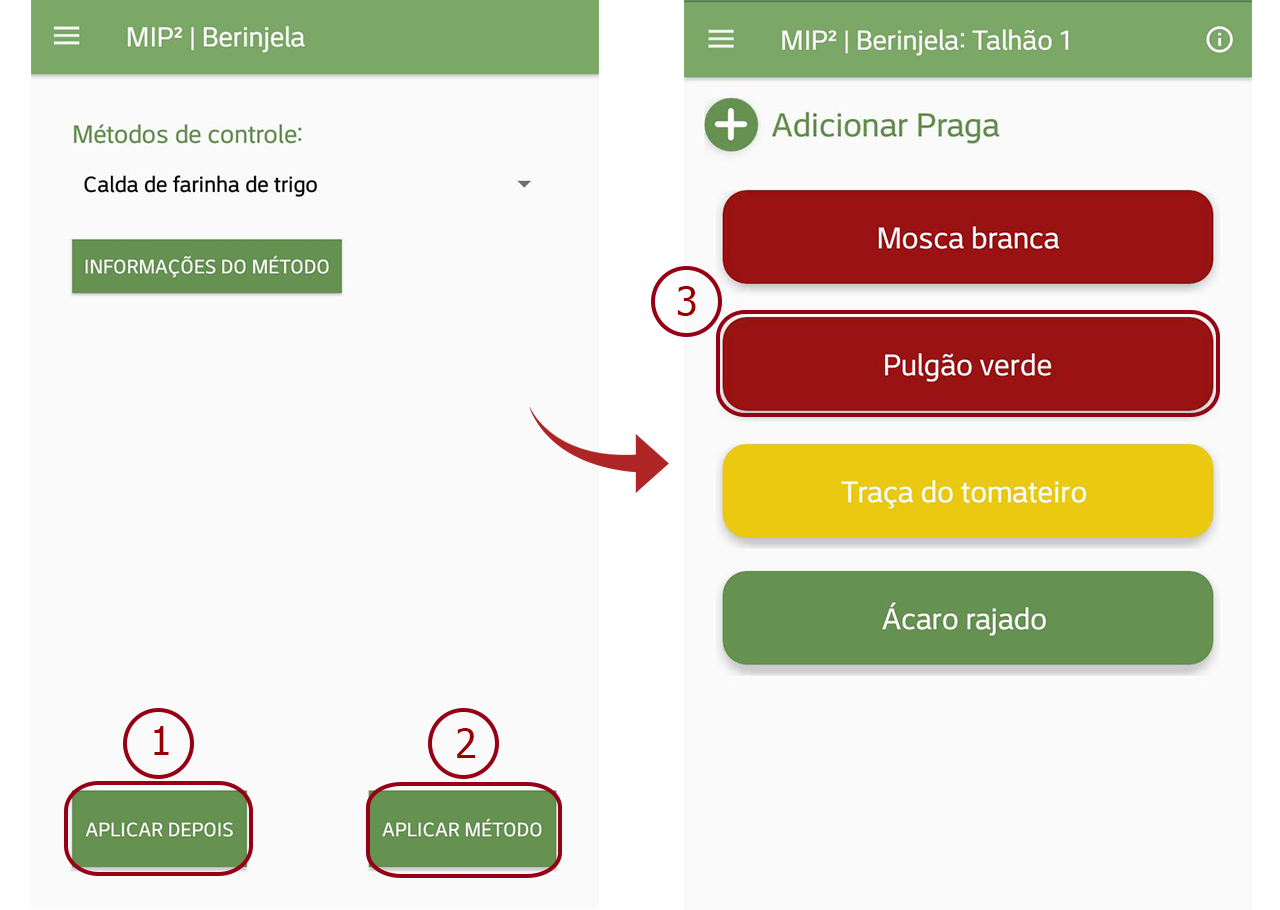 MIP² | Berinjela
Métodos de controle:
Calda de farinha de trigo
INFORMAÇÕES DO MÉTODO
1
2
APLICAR DEPOIS
APLICAR MÉTODO
MIP² | Berinjela: Talhão 1
Adicionar Praga
Mosca branca
3
Pulgão verde
Traça do tomateiro
Ácaro rajado